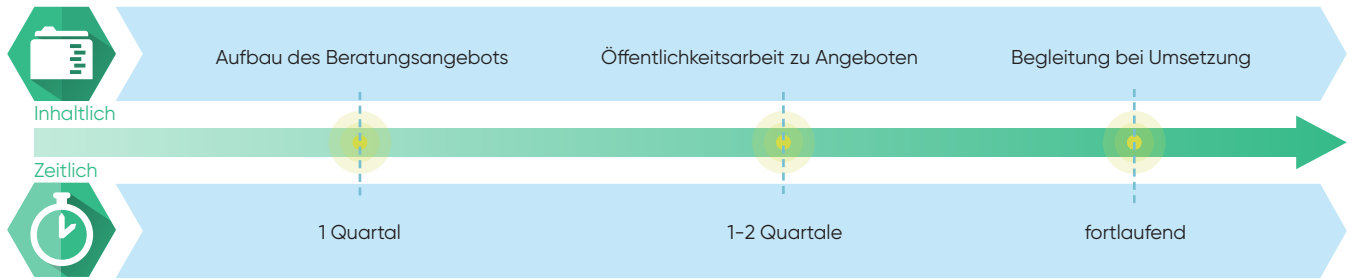 Aufbau des Beratungsangebots
Öffentlichkeitsarbeit zu Angeboten
Begleitung bei Umsetzung
Inhaltlich
Zeitlich
1 Quartal
1-2 Quartale
fortlaufend